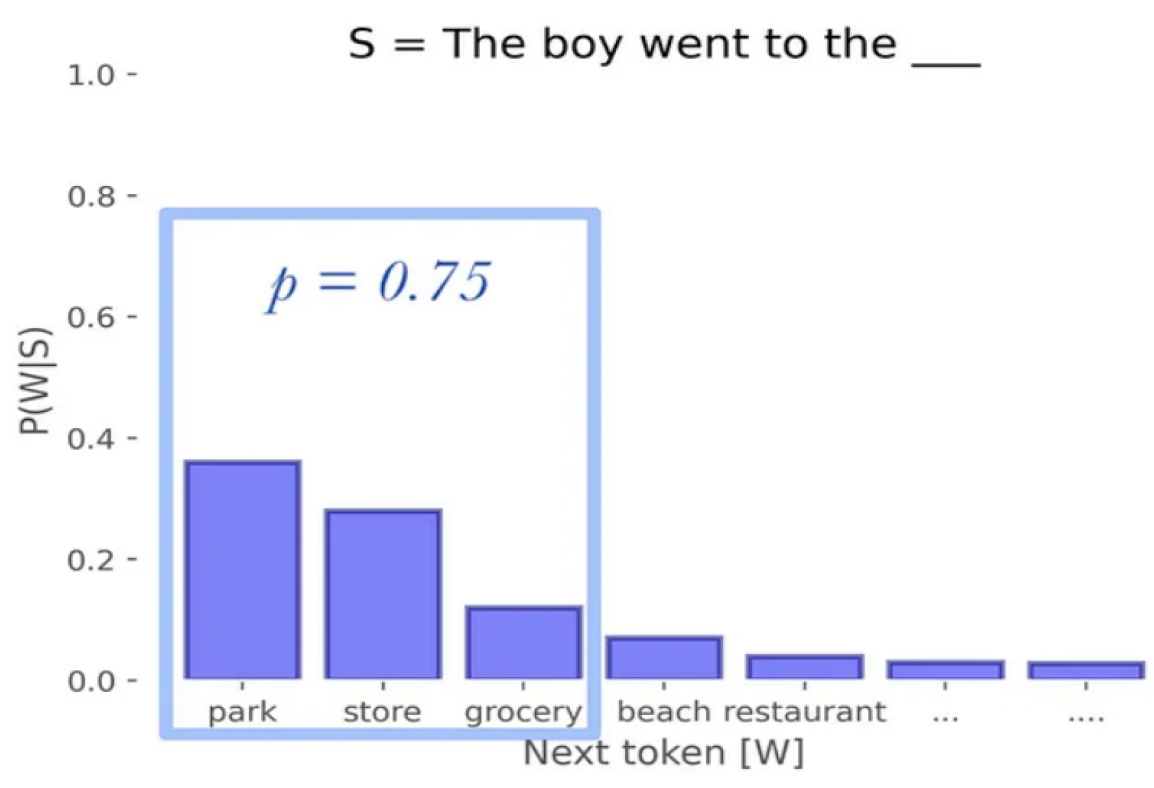 S = The boy went to the ___
1.0
0.8
p = 0.75
0.6
P(W|S)
0.4
0.2
0.0
park store grocery beach restaurant ... ....
Next token [W]